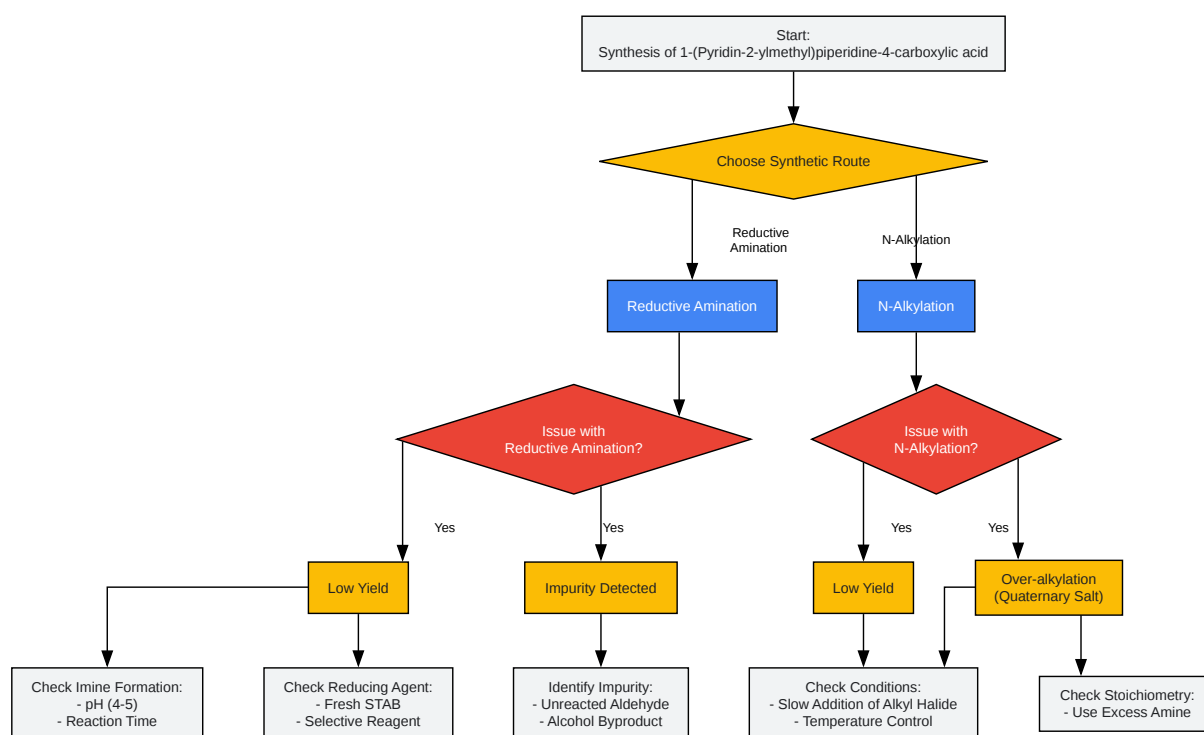 Start:
Synthesis of 1-(Pyridin-2-ylmethyl)piperidine-4-carboxylic acid
Choose Synthetic Route
Reductive
Amination
N-Alkylation
Reductive Amination
N-Alkylation
Issue with
Reductive Amination?
Issue with
N-Alkylation?
Yes
Yes
Yes
Yes
Low Yield
Impurity Detected
Low Yield
Over-alkylation
(Quaternary Salt)
Check Imine Formation:
- pH (4-5)
- Reaction Time
Check Reducing Agent:
- Fresh STAB
- Selective Reagent
Identify Impurity:
- Unreacted Aldehyde
- Alcohol Byproduct
Check Conditions:
- Slow Addition of Alkyl Halide
- Temperature Control
Check Stoichiometry:
- Use Excess Amine